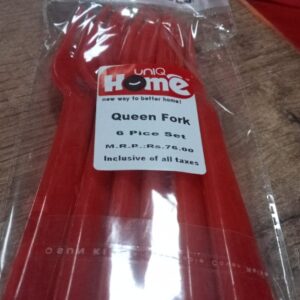 UNIQ
Home
new way to better home!
Queen Fork
6 Pice Set
M.R.P.:Rs.76.00
Inclusive of all taxes